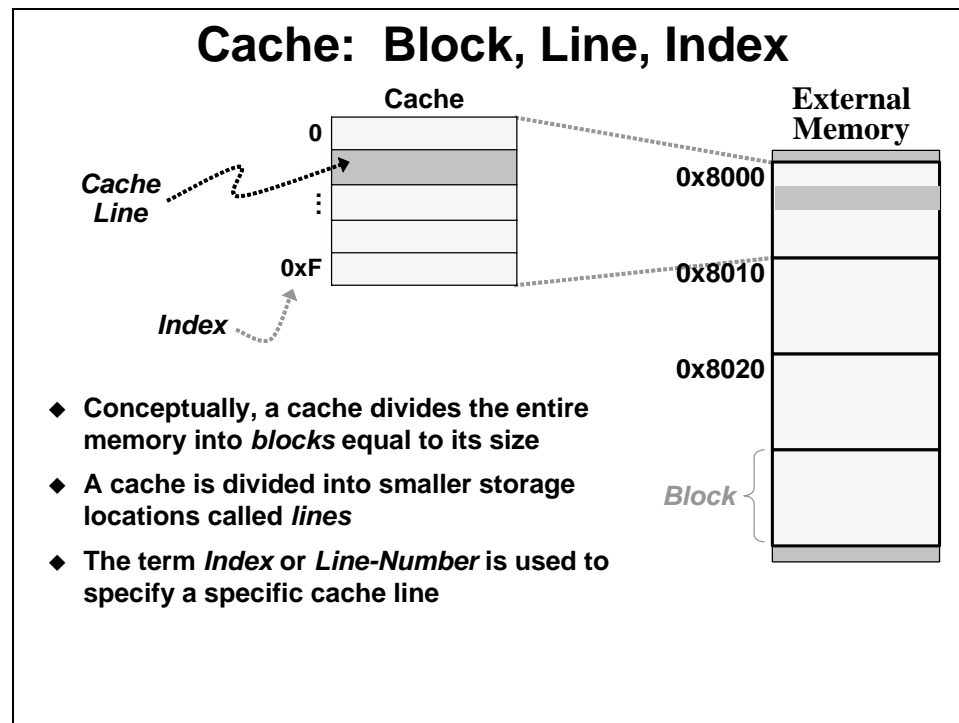 Cache: Block, Line, Index
Cache
External
Memory
0
0x8000
Cache
Line
⋮
0xF
0x8010
Index
0x8020
◆ Conceptually, a cache divides the entire
memory into blocks equal to its size
◆ A cache is divided into smaller storage
locations called lines
Block
◆ The term Index or Line-Number is used to
specify a specific cache line